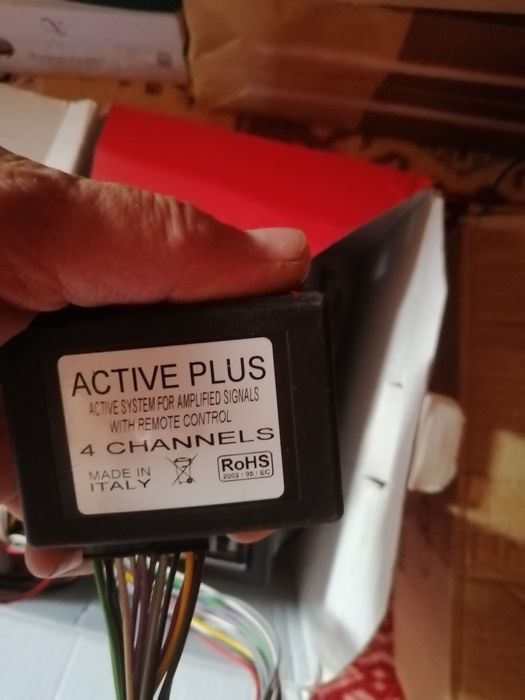 ACTIVE PLUS
ACTIVE SYSTEM FOR AMPLIFIED SIGNALS
WITH REMOTE CONTROL
4 CHANNELS
MADE IN
ITALY
RoHS
2002 / 95 / EC